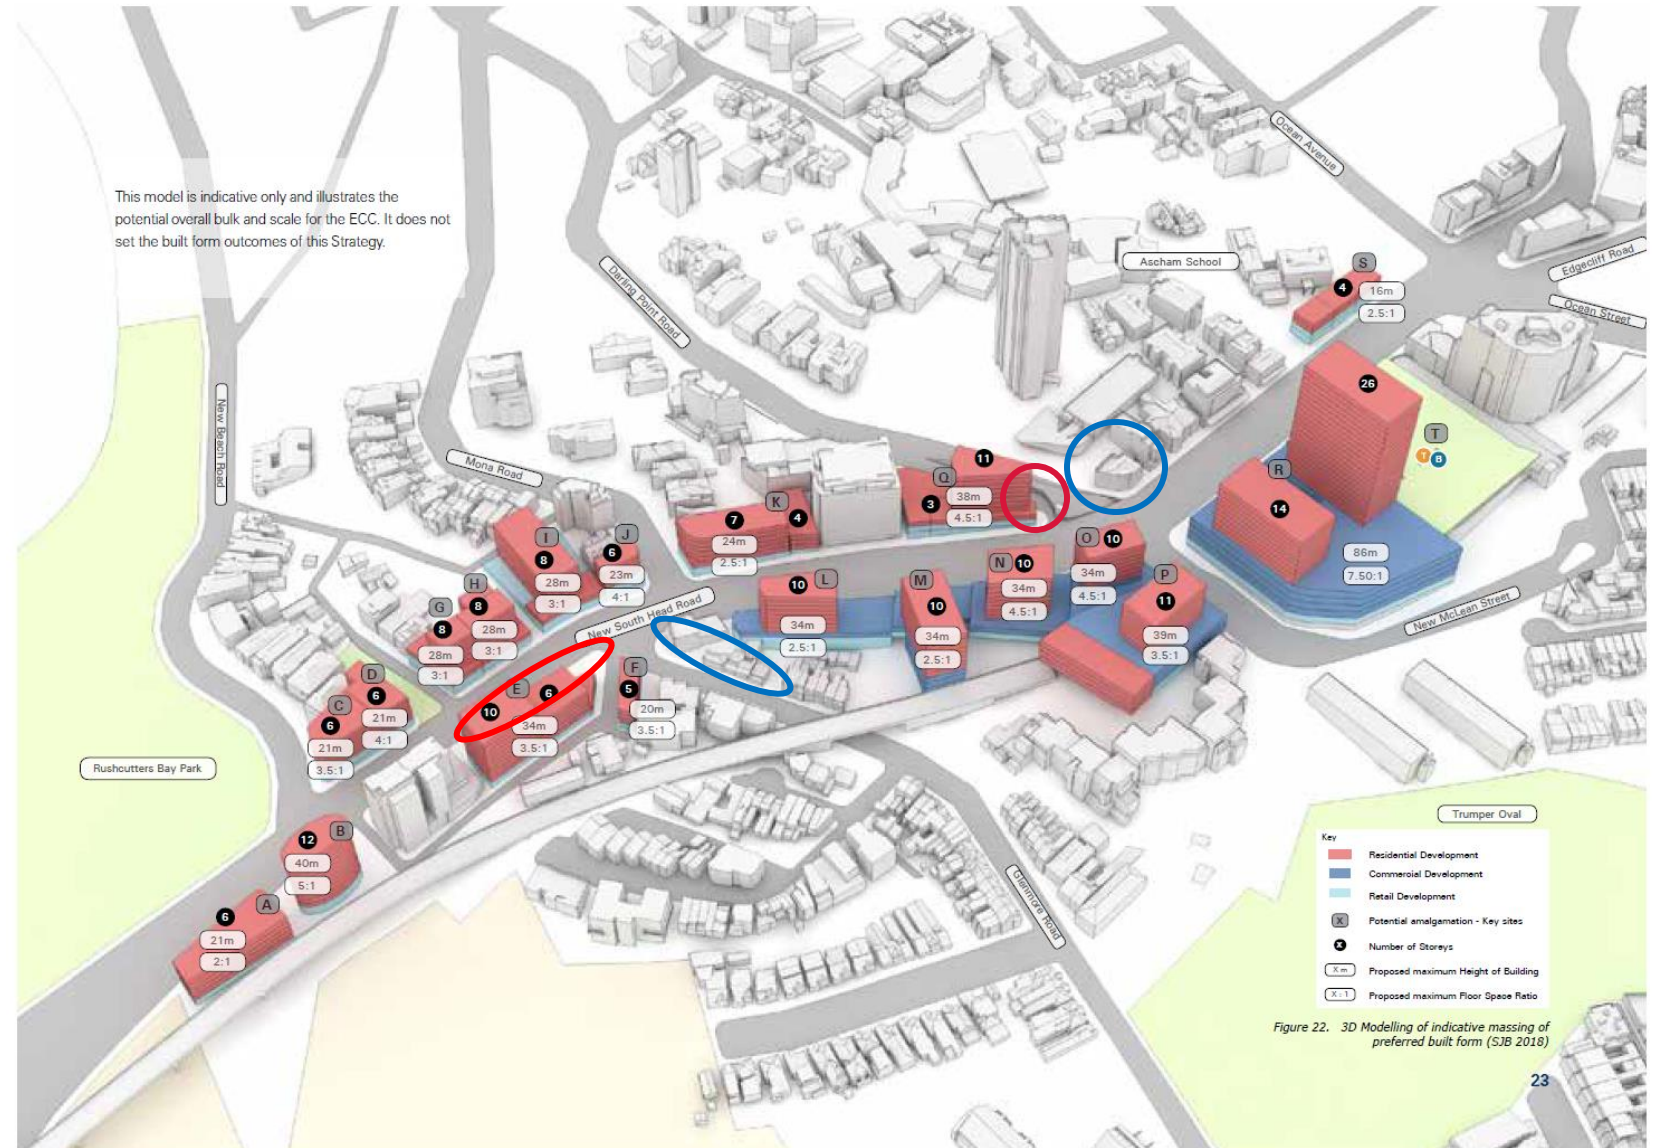 This model is indicative only and illustrates the
potential overall bulk and scale for the ECC. It does not
set the built form outcomes of this Strategy.
Ocean Avenue
Edgecliff Road
Ocean Street
Ascham School
Darling Point Road
New Beach Road
Mona Road
New South Head Road
New McLean Street
Rushcutters Bay Park
Trumper Oval
Glenmore Road
S
4
16m
2.5:1
26
T
T B
R
14
86m
7.50:1
11
Q
3
38m
4.5:1
K
7
4
24m
2.5:1
I
8
28m
3:1
J
6
23m
4:1
H
8
28m
3:1
G
8
28m
3:1
D
6
21m
4:1
C
6
21m
3.5:1
E
10
6
34m
3.5:1
F
5
20m
3.5:1
L
10
34m
2.5:1
M
10
34m
2.5:1
N
10
34m
4.5:1
O
10
34m
4.5:1
P
11
39m
3.5:1
B
12
40m
5:1
A
6
21m
2:1
Key
Residential Development
Commercial Development
Retail Development
X Potential amalgamation - Key sites
X Number of Storeys
X m Proposed maximum Height of Building
X : 1 Proposed maximum Floor Space Ratio
Figure 22. 3D Modelling of indicative massing of
preferred built form (SJB 2018)
23